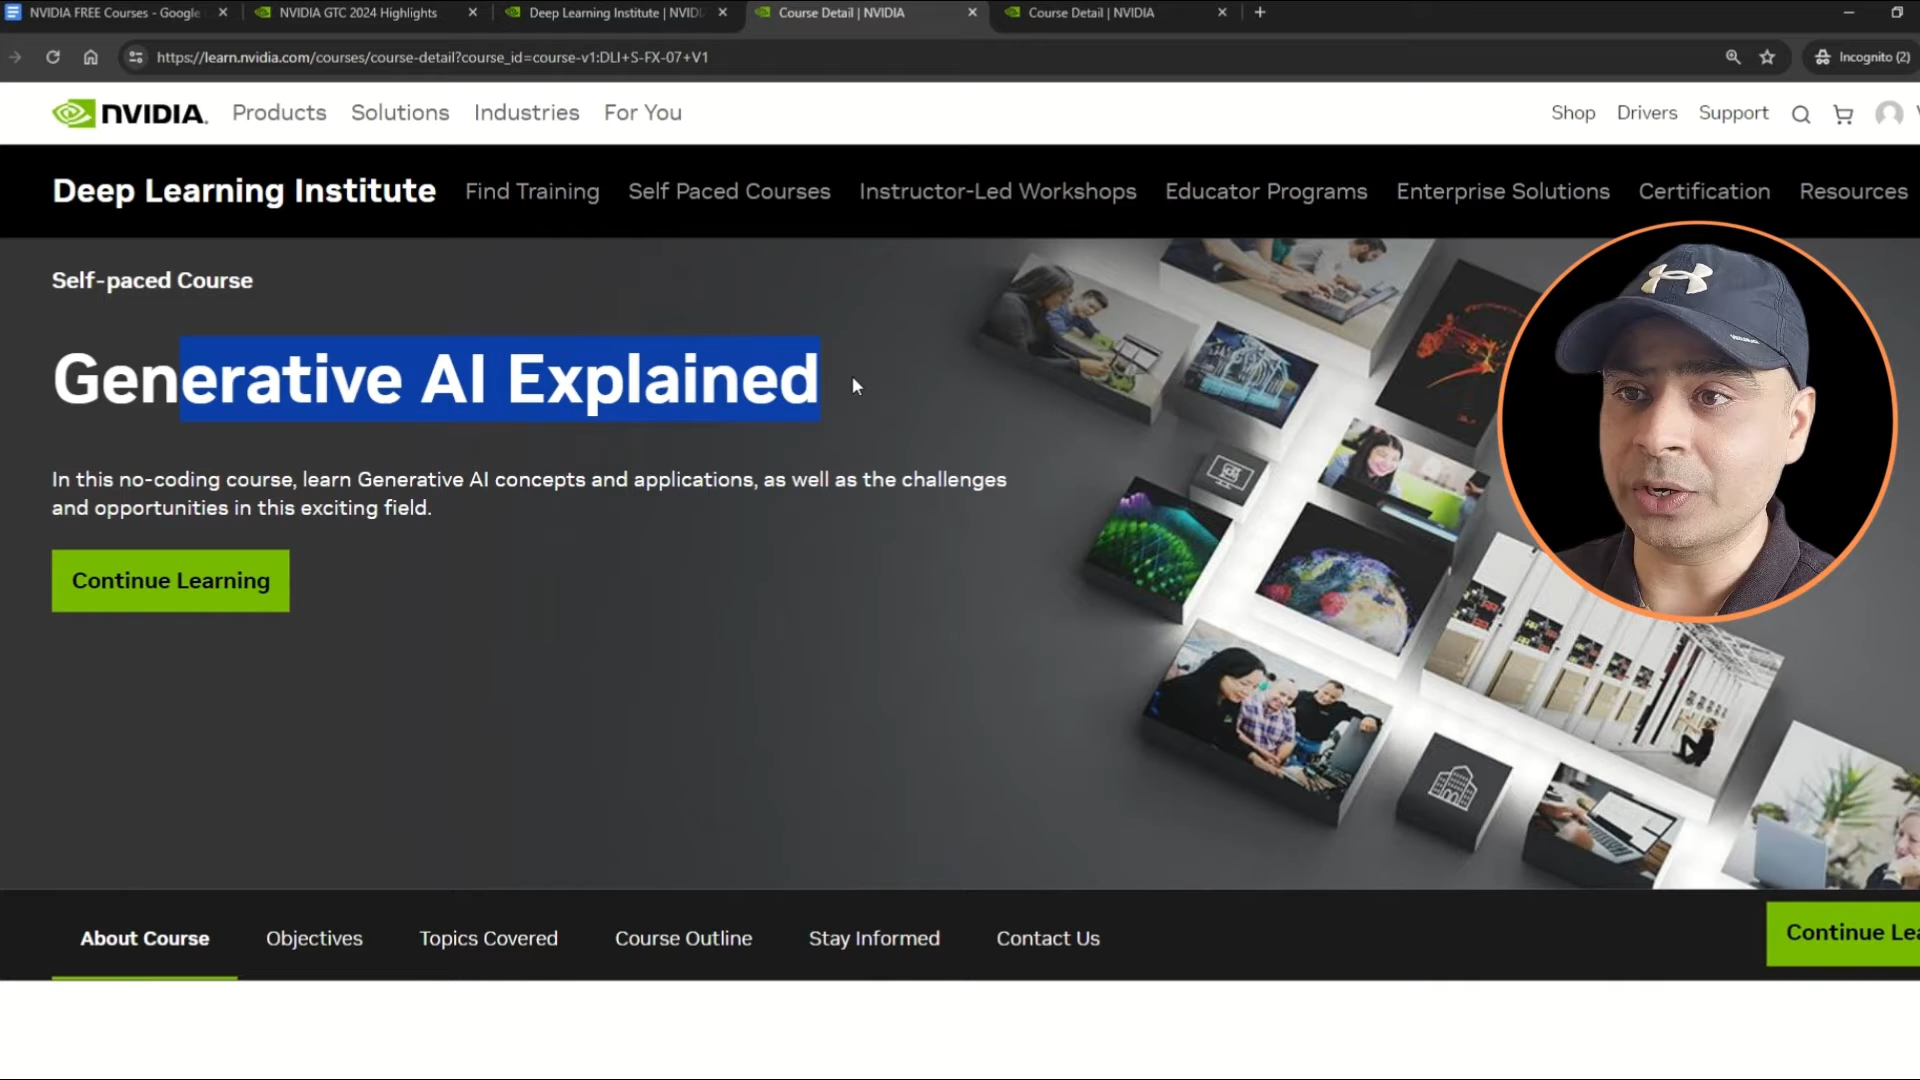 NVIDIA FREE Courses - Google
NVIDIA GTC 2024 Highlights
Deep Learning Institute | NVIDI
Course Detail | NVIDIA
Course Detail | NVIDIA
https://learn.nvidia.com/courses/course-detail?course_id=course-v1:DLI+S-FX-07+V1
Incognito (2)
NVIDIA. Products Solutions Industries For You Shop Drivers Support
Deep Learning Institute Find Training Self Paced Courses Instructor-Led Workshops Educator Programs Enterprise Solutions Certification Resources
Self-paced Course
Generative AI Explained
In this no-coding course, learn Generative AI concepts and applications, as well as the challenges
and opportunities in this exciting field.
Continue Learning
About Course Objectives Topics Covered Course Outline Stay Informed Contact Us Continue Lea